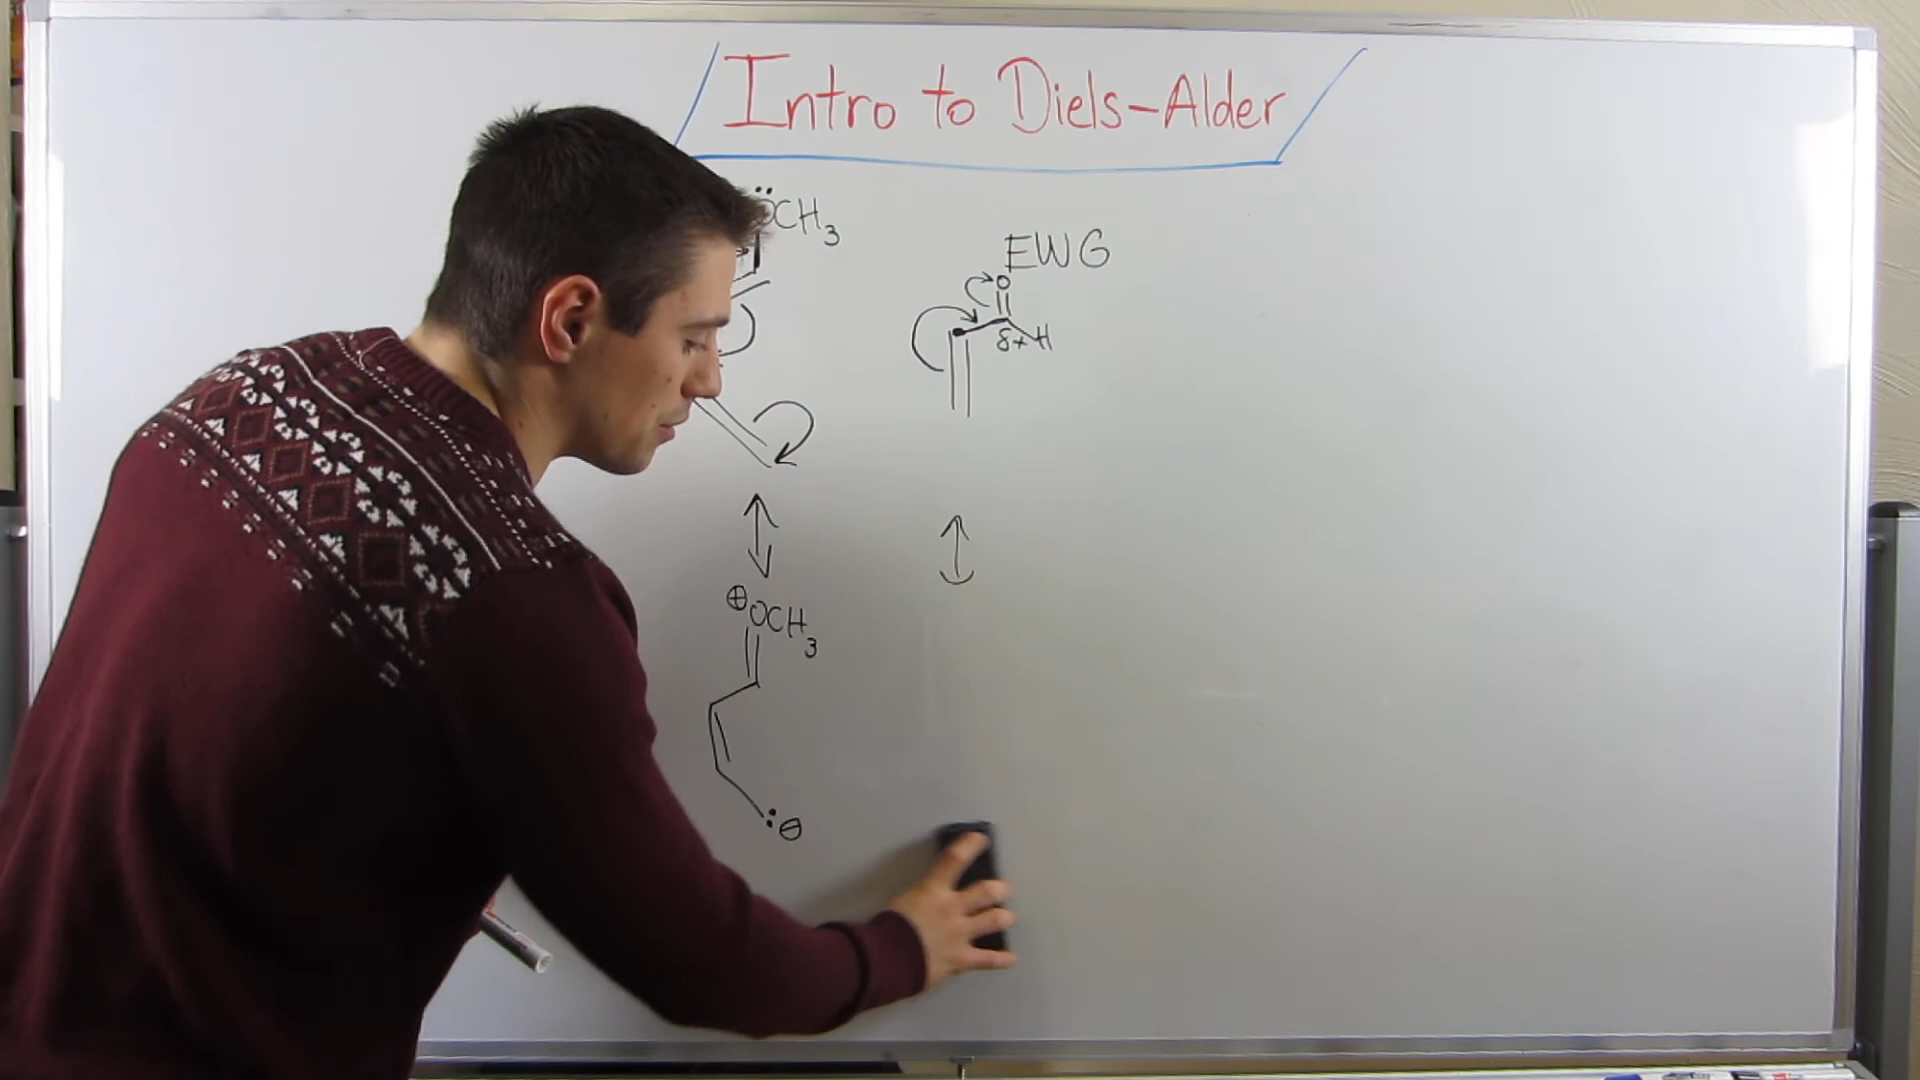 Intro to Diels-Alder
OCH3
EWG
O
δ+ H
⊕OCH3
⊖